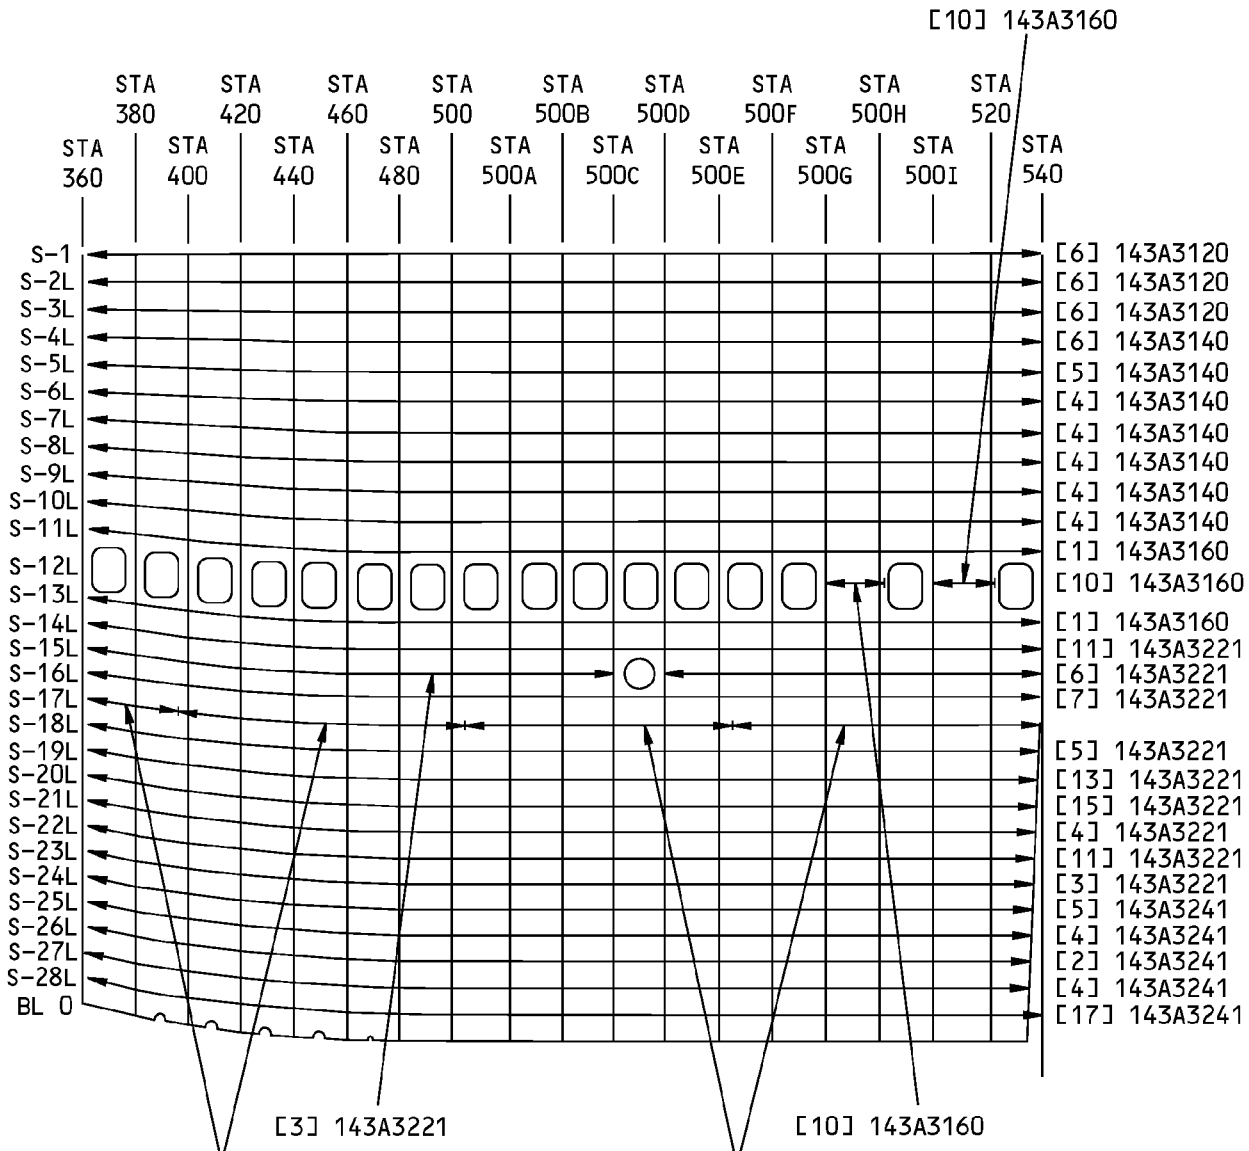 [10] 143A3160
STA STA STA STA STA STA STA STA STA
380 420 460 500 500B 500D 500F 500H 520
STA STA STA STA STA STA STA STA STA STA
360 400 440 480 500A 500C 500E 500G 500I 540
S-1 [6] 143A3120
S-2L [6] 143A3120
S-3L [6] 143A3120
S-4L [6] 143A3140
S-5L [5] 143A3140
S-6L [4] 143A3140
S-7L [4] 143A3140
S-8L [4] 143A3140
S-9L [4] 143A3140
S-10L [4] 143A3140
S-11L [1] 143A3160
S-12L [10] 143A3160
S-13L [1] 143A3160
S-14L [11] 143A3221
S-15L [6] 143A3221
S-16L [7] 143A3221
S-17L
S-18L [5] 143A3221
S-19L [13] 143A3221
S-20L [15] 143A3221
S-21L [4] 143A3221
S-22L [11] 143A3221
S-23L [3] 143A3221
S-24L [5] 143A3241
S-25L [4] 143A3241
S-26L [2] 143A3241
S-27L [4] 143A3241
S-28L [17] 143A3241
BL 0
[3] 143A3221 [10] 143A3160